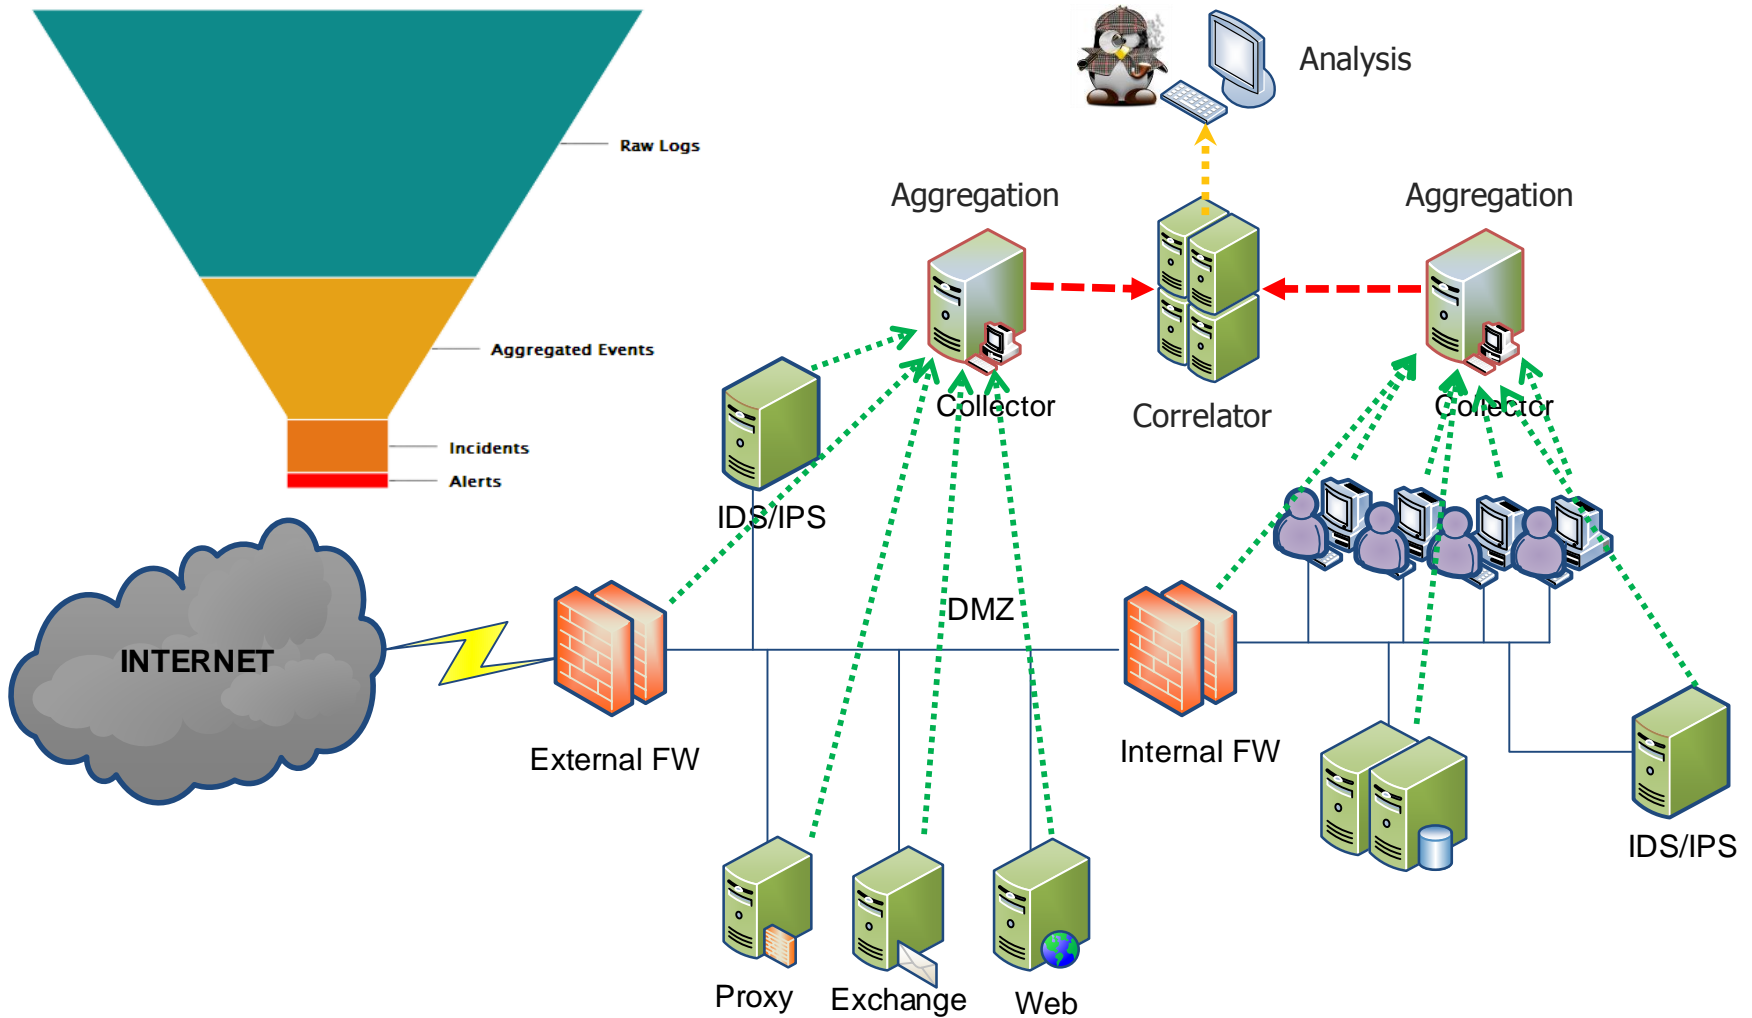 Analysis
Raw Logs
Aggregation
Aggregation
Aggregated Events
Collector
Correlator
Collector
Incidents
Alerts
IDS/IPS
DMZ
INTERNET
External FW
Internal FW
IDS/IPS
Proxy
Exchange
Web